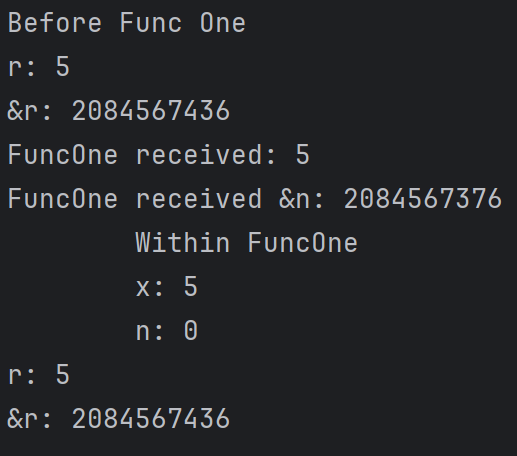 Before Func One
r: 5
&r: 2084567436
FuncOne received: 5
FuncOne received &n: 2084567376
Within FuncOne
x: 5
n: 0
r: 5
&r: 2084567436